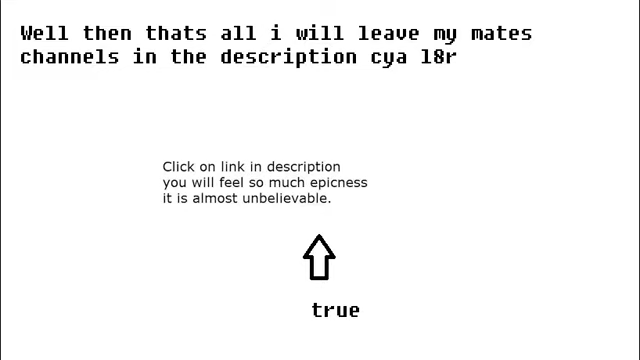 Well then thats all i will leave my mates
channels in the description cya l8r
Click on link in description
you will feel so much epicness
it is almost unbelievable.
true